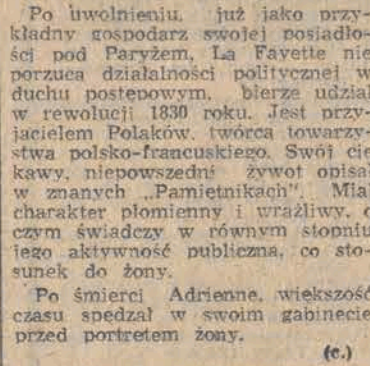 Po uwolnieniu, już jako przy-
kładny gospodarz swojej posiadło-
ści pod Paryżem, La Fayette nie
porzuca działalności politycznej w
duchu postępowym, bierze udział
w rewolucji 1830 roku. Jest przy-
jacielem Polaków, twórcą towarzy-
stwa polsko-francuskiego. Swój cie
kawy, niepowszedni żywot opisał
w znanych „Pamiętnikach". Miał
charakter płomienny i wrażliwy, o
czym świadczy w równym stopniu
jego aktywność publiczna, co sto-
sunek do żony.
Po śmierci Adrienne, większość
czasu spędzał w swoim gabinecie
przed portretem żony.
(c.)